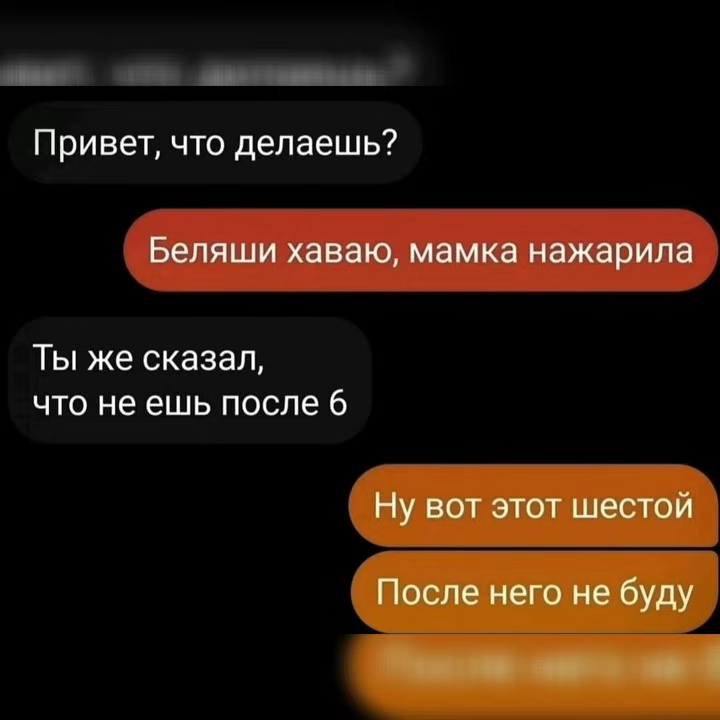 Привет, что делаешь?
Беляши хаваю, мамка нажарила
Ты же сказал,
что не ешь после 6
Ну вот этот шестой
После него не буду